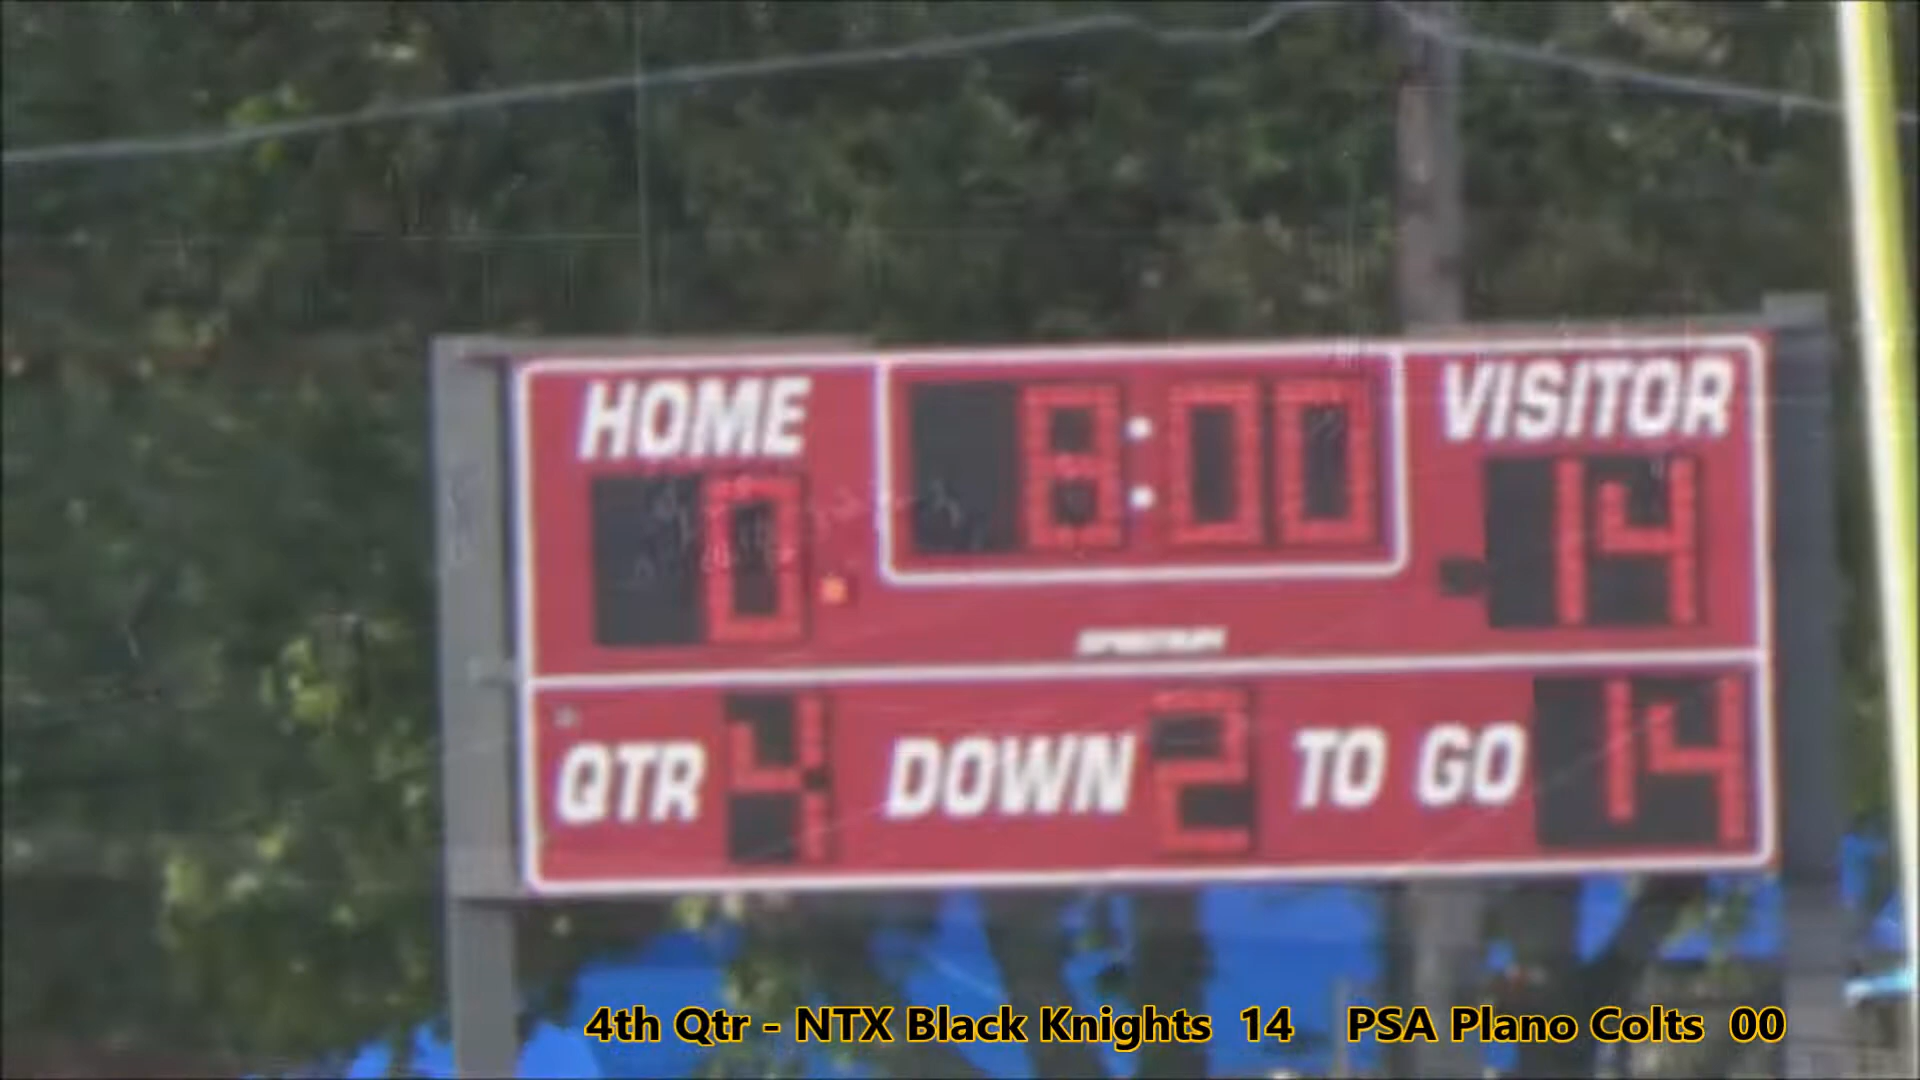 HOME 8:00 VISITOR
0 14
SPECTRUM
QTR 4 DOWN 2 TO GO 14
4th Qtr - NTX Black Knights 14 PSA Plano Colts 00